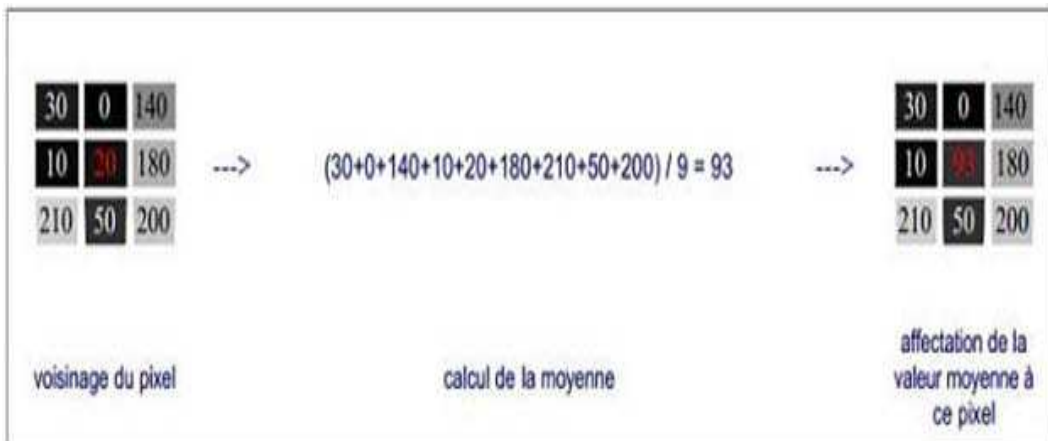 30 0 140
10 20 180
210 50 200
--->
(30+0+140+10+20+180+210+50+200) / 9 = 93
--->
30 0 140
10 93 180
210 50 200
voisinage du pixel
calcul de la moyenne
affectation de la
valeur moyenne à
ce pixel